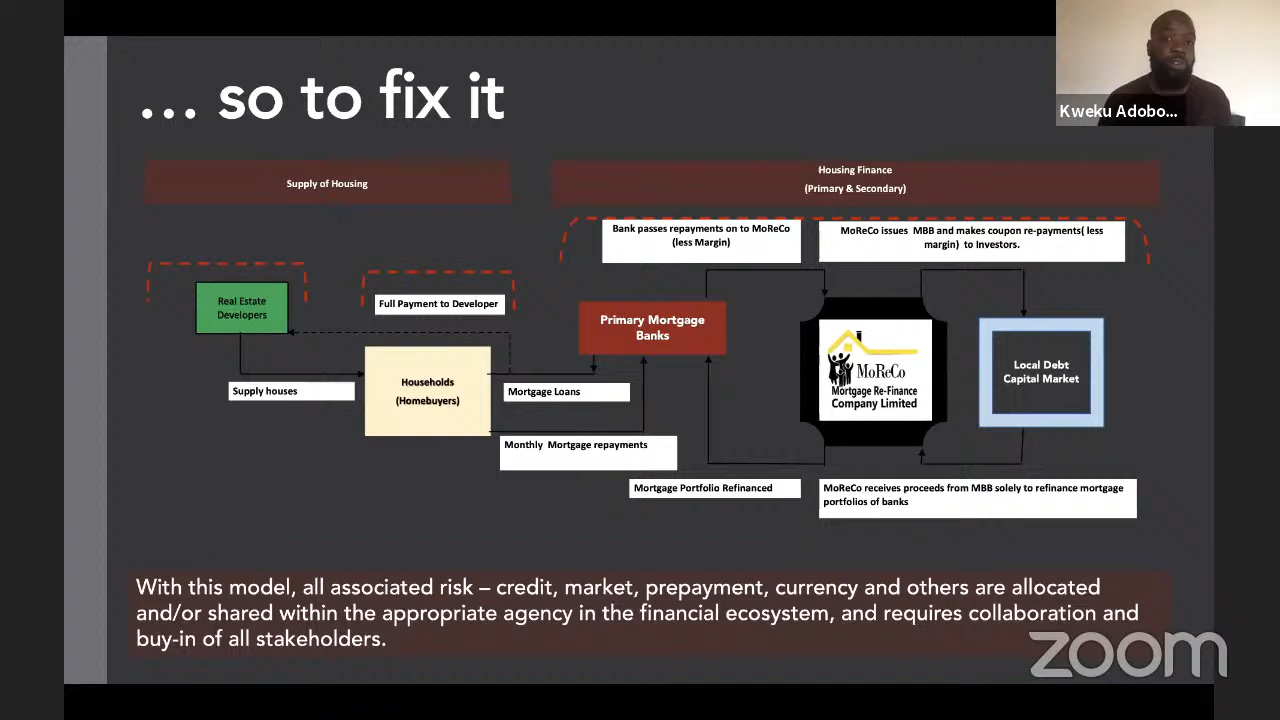 … so to fix it
Kweku Adobo...
Supply of Housing
Housing Finance
(Primary & Secondary)
Bank passes repayments on to MoReCo
(less Margin)
MoReCo issues MBB and makes coupon re-payments( less
margin) to Investors.
Real Estate
Developers
Full Payment to Developer
Primary Mortgage
Banks
MoReCo
Mortgage Re-Finance
Company Limited
Local Debt
Capital Market
Supply houses
Households
(Homebuyers)
Mortgage Loans
Monthly Mortgage repayments
Mortgage Portfolio Refinanced
MoReCo receives proceeds from MBB solely to refinance mortgage
portfolios of banks
With this model, all associated risk – credit, market, prepayment, currency and others are allocated
and/or shared within the appropriate agency in the financial ecosystem, and requires collaboration and
buy-in of all stakeholders.
zoom